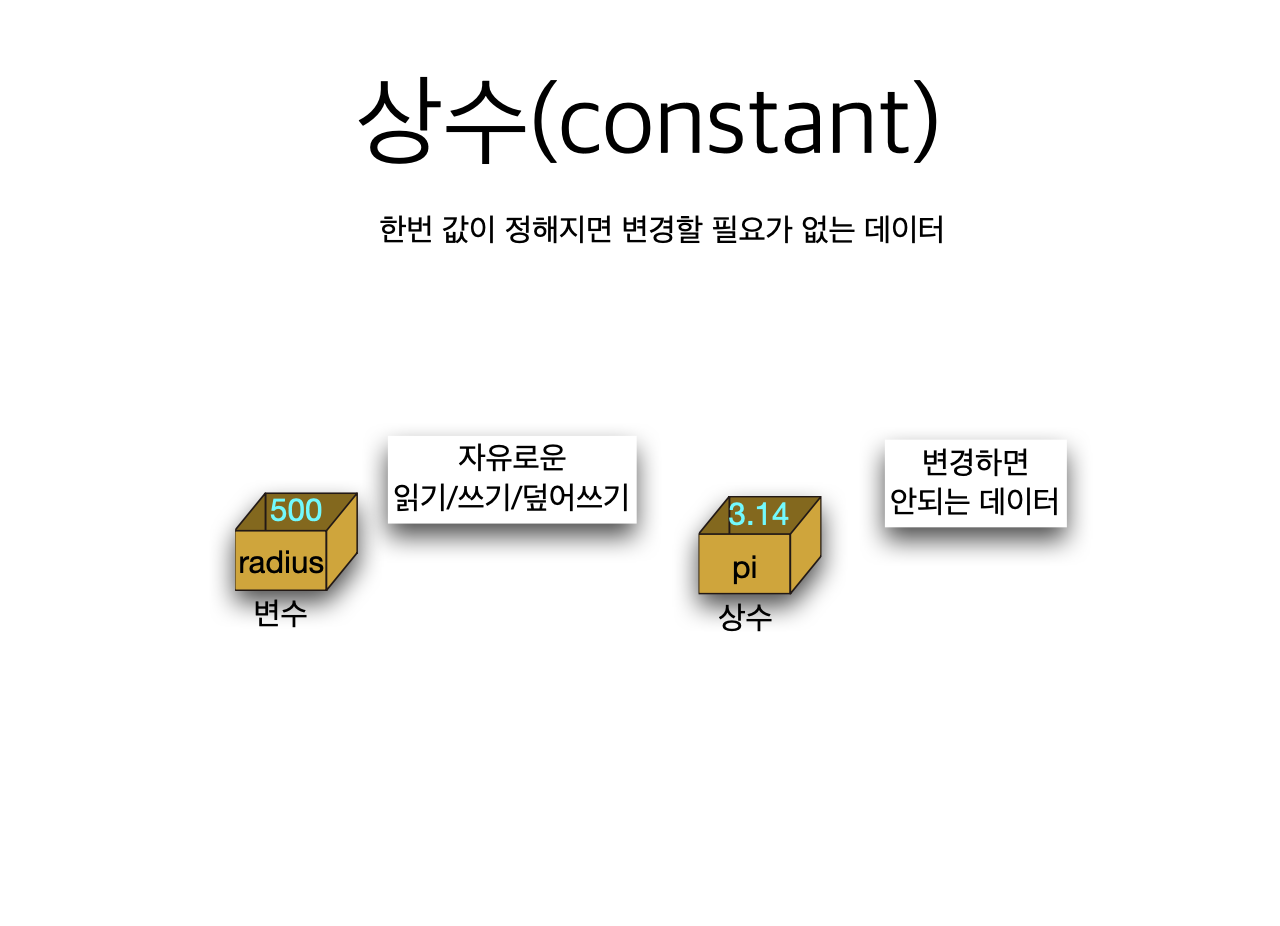 상수(constant)
한번 값이 정해지면 변경할 필요가 없는 데이터
자유로운
읽기/쓰기/덮어쓰기
500
radius
변수
변경하면
안되는 데이터
3.14
pi
상수